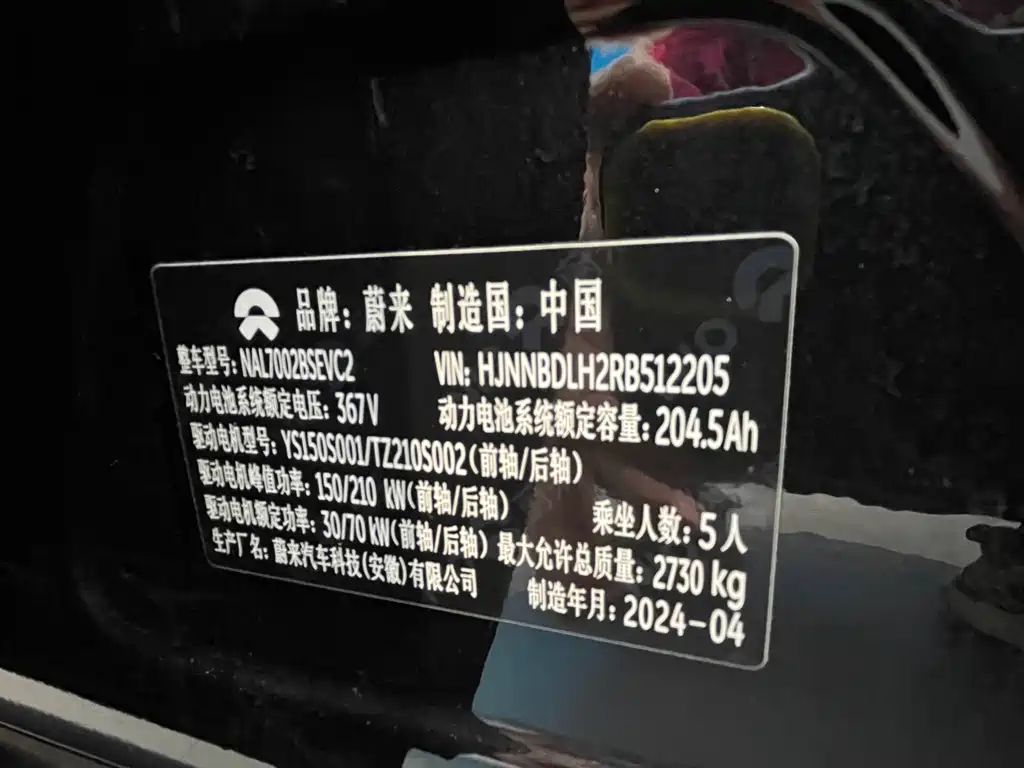 品牌：蔚来 制造国：中国
整车型号：NAL7002BSEVC2 VIN: HJNNBDLH2RB512205
动力电池系统额定电压：367V 动力电池系统额定容量：204.5Ah
驱动电机型号：YS150S001/TZ210S002(前轴/后轴)
驱动电机峰值功率：150/210 kW(前轴/后轴) 乘坐人数：5人
驱动电机额定功率：30/70 kW(前轴/后轴) 最大允许总质量：2730 kg
生产厂名：蔚来汽车科技(安徽)有限公司 制造年月：2024-04